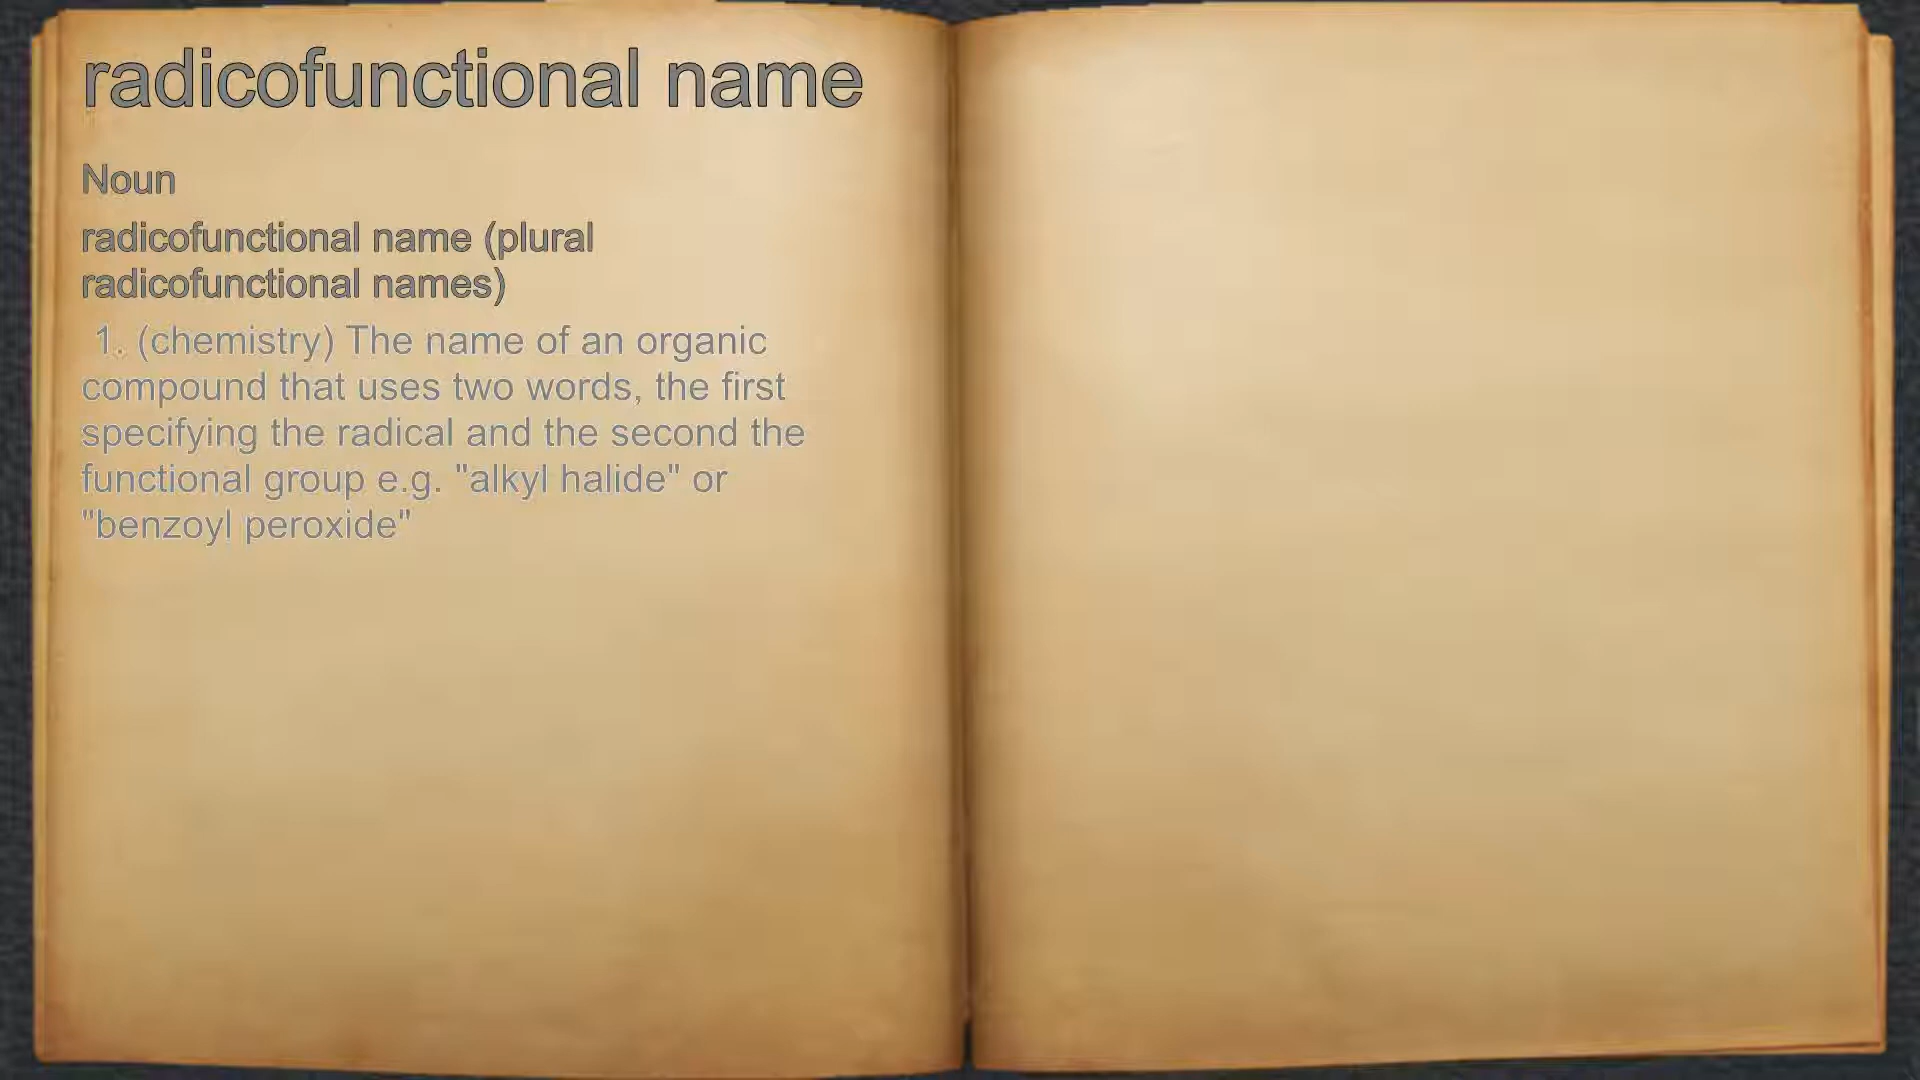 radicofunctional name
Noun
radicofunctional name (plural
radicofunctional names)
1. (chemistry) The name of an organic
compound that uses two words, the first
specifying the radical and the second the
functional group e.g. "alkyl halide" or
"benzoyl peroxide"